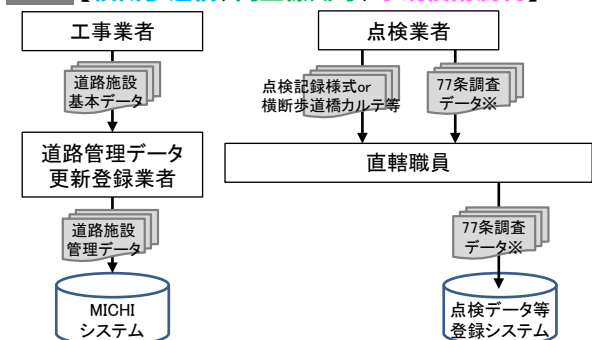 工事業者
道路施設
基本データ
道路管理データ
更新登録業者
道路施設
管理データ
MICHI
システム
点検業者
点検記録様式or
横断歩道橋カルテ等
77条調査
データ※
直轄職員
77条調査
データ※
点検データ等
登録システム